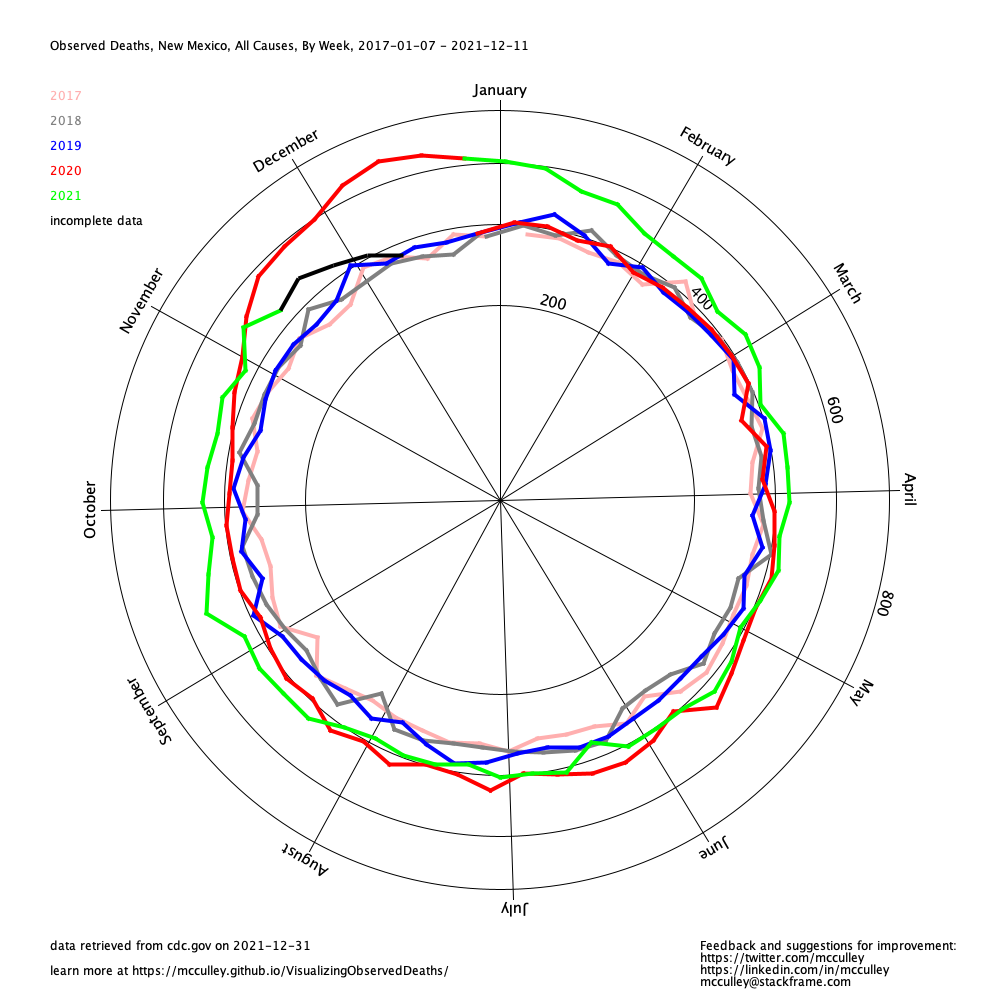 Observed Deaths, New Mexico, All Causes, By Week, 2017-01-07 - 2021-12-11
2017
2018
2019
2020
2021
incomplete data
January
February
March
April
May
June
July
August
September
October
November
December
200
400
600
800
data retrieved from cdc.gov on 2021-12-31
learn more at https://mcculley.github.io/VisualizingObservedDeaths/
Feedback and suggestions for improvement:
https://twitter.com/mcculley
https://linkedin.com/in/mcculley
mcculley@stackframe.com